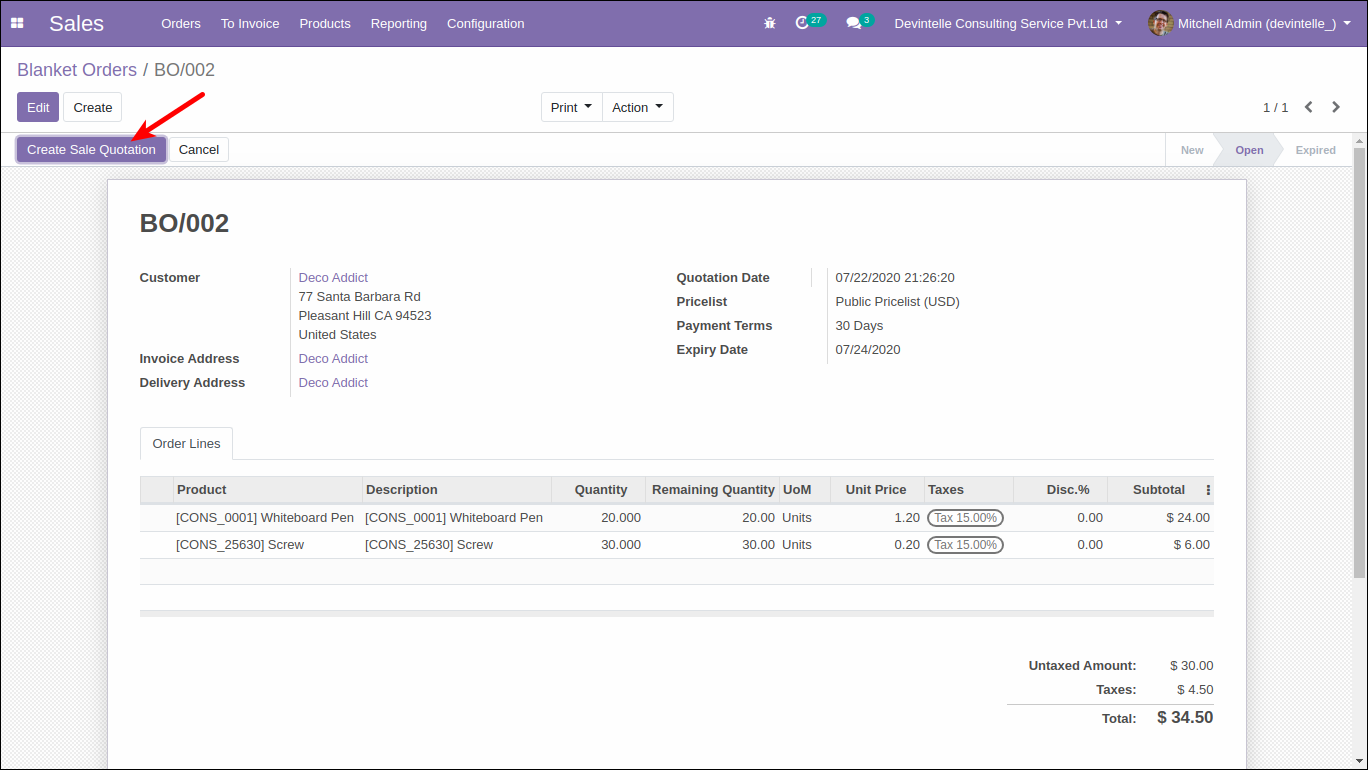 Sales Orders To Invoice Products Reporting Configuration 27 3 Devintelle Consulting Service Pvt.Ltd Mitchell Admin (devintelle_)
Blanket Orders / BO/002
Edit Create Print Action 1 / 1
Create Sale Quotation Cancel New Open Expired
BO/002
Customer Deco Addict Quotation Date 07/22/2020 21:26:20
77 Santa Barbara Rd
Pricelist Public Pricelist (USD)
Pleasant Hill CA 94523
Payment Terms 30 Days
United States
Expiry Date 07/24/2020
Invoice Address Deco Addict
Delivery Address Deco Addict
Order Lines
Product Description Quantity Remaining Quantity UoM Unit Price Taxes Disc.% Subtotal
[CONS_0001] Whiteboard Pen [CONS_0001] Whiteboard Pen 20.000 20.00 Units 1.20 Tax 15.00% 0.00 $ 24.00
[CONS_25630] Screw [CONS_25630] Screw 30.000 30.00 Units 0.20 Tax 15.00% 0.00 $ 6.00
Untaxed Amount: $ 30.00
Taxes: $ 4.50
Total: $ 34.50